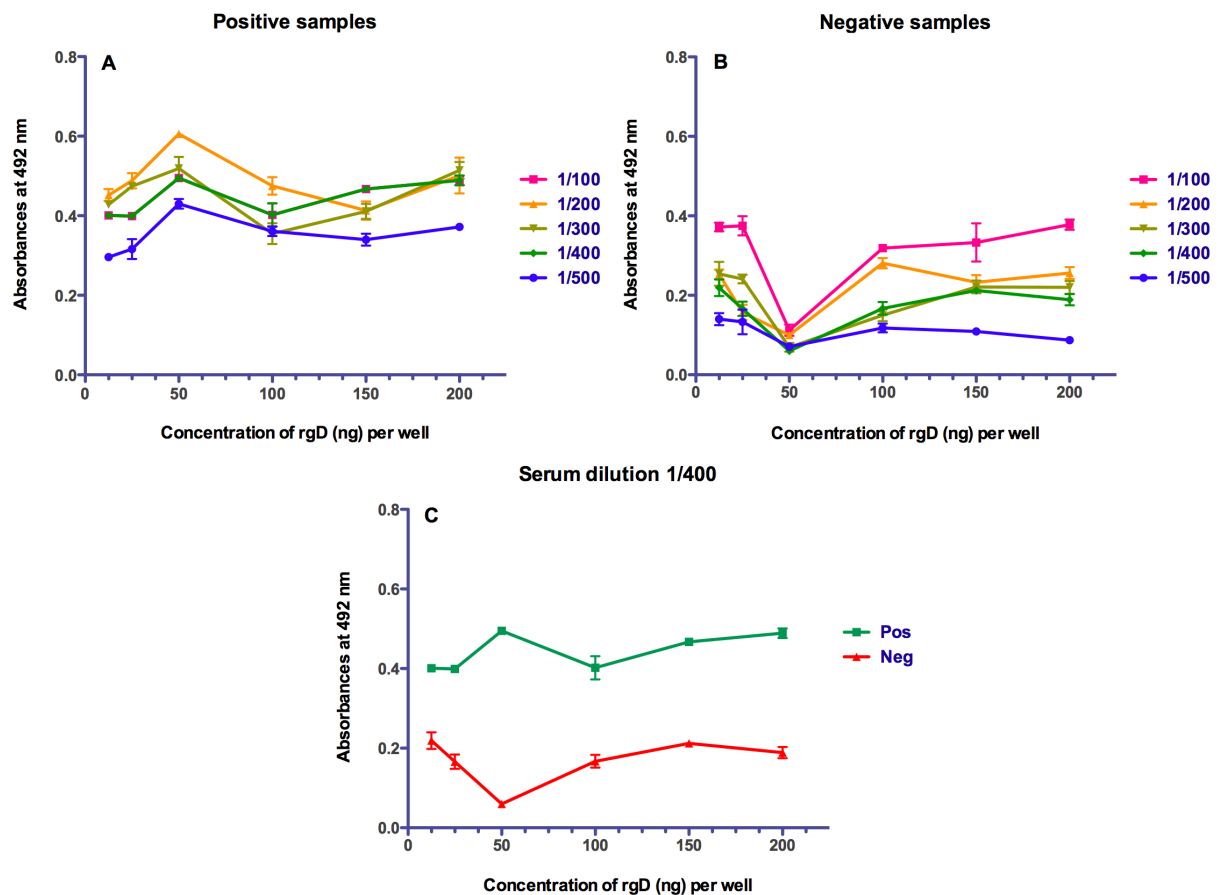 Positive samples
A
Absorbances at 492 nm
0.8
0.6
0.4
0.2
0.0
0
50
100
150
200
Concentration of rgD (ng) per well
1/100
1/200
1/300
1/400
1/500
Negative samples
B
Absorbances at 492 nm
0.8
0.6
0.4
0.2
0.0
0
50
100
150
200
Concentration of rgD (ng) per well
1/100
1/200
1/300
1/400
1/500
Serum dilution 1/400
C
Absorbances at 492 nm
0.8
0.6
0.4
0.2
0.0
0
50
100
150
200
Concentration of rgD (ng) per well
Pos
Neg